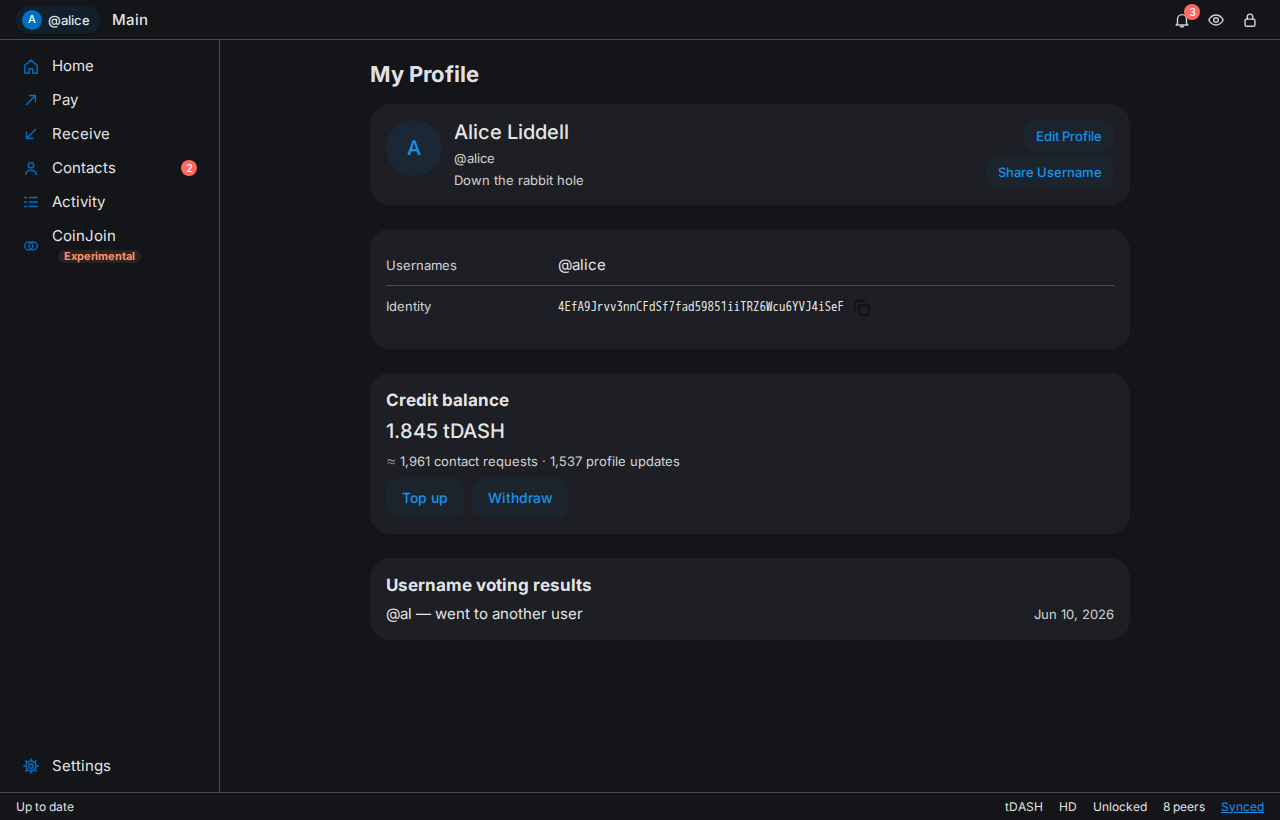 A @alice Main 3
Home
Pay
Receive
Contacts 2
Activity
CoinJoin
Experimental
Settings
My Profile
A
Alice Liddell
@alice
Down the rabbit hole
Edit Profile
Share Username
Usernames @alice
Identity 4EfA9Jrvv3nnCFdSf7fad59851iiTRZ6Wcu6YVJ4iSeF
Credit balance
1.845 tDASH
≈ 1,961 contact requests · 1,537 profile updates
Top up Withdraw
Username voting results
@al — went to another user Jun 10, 2026
Up to date tDASH HD Unlocked 8 peers Synced